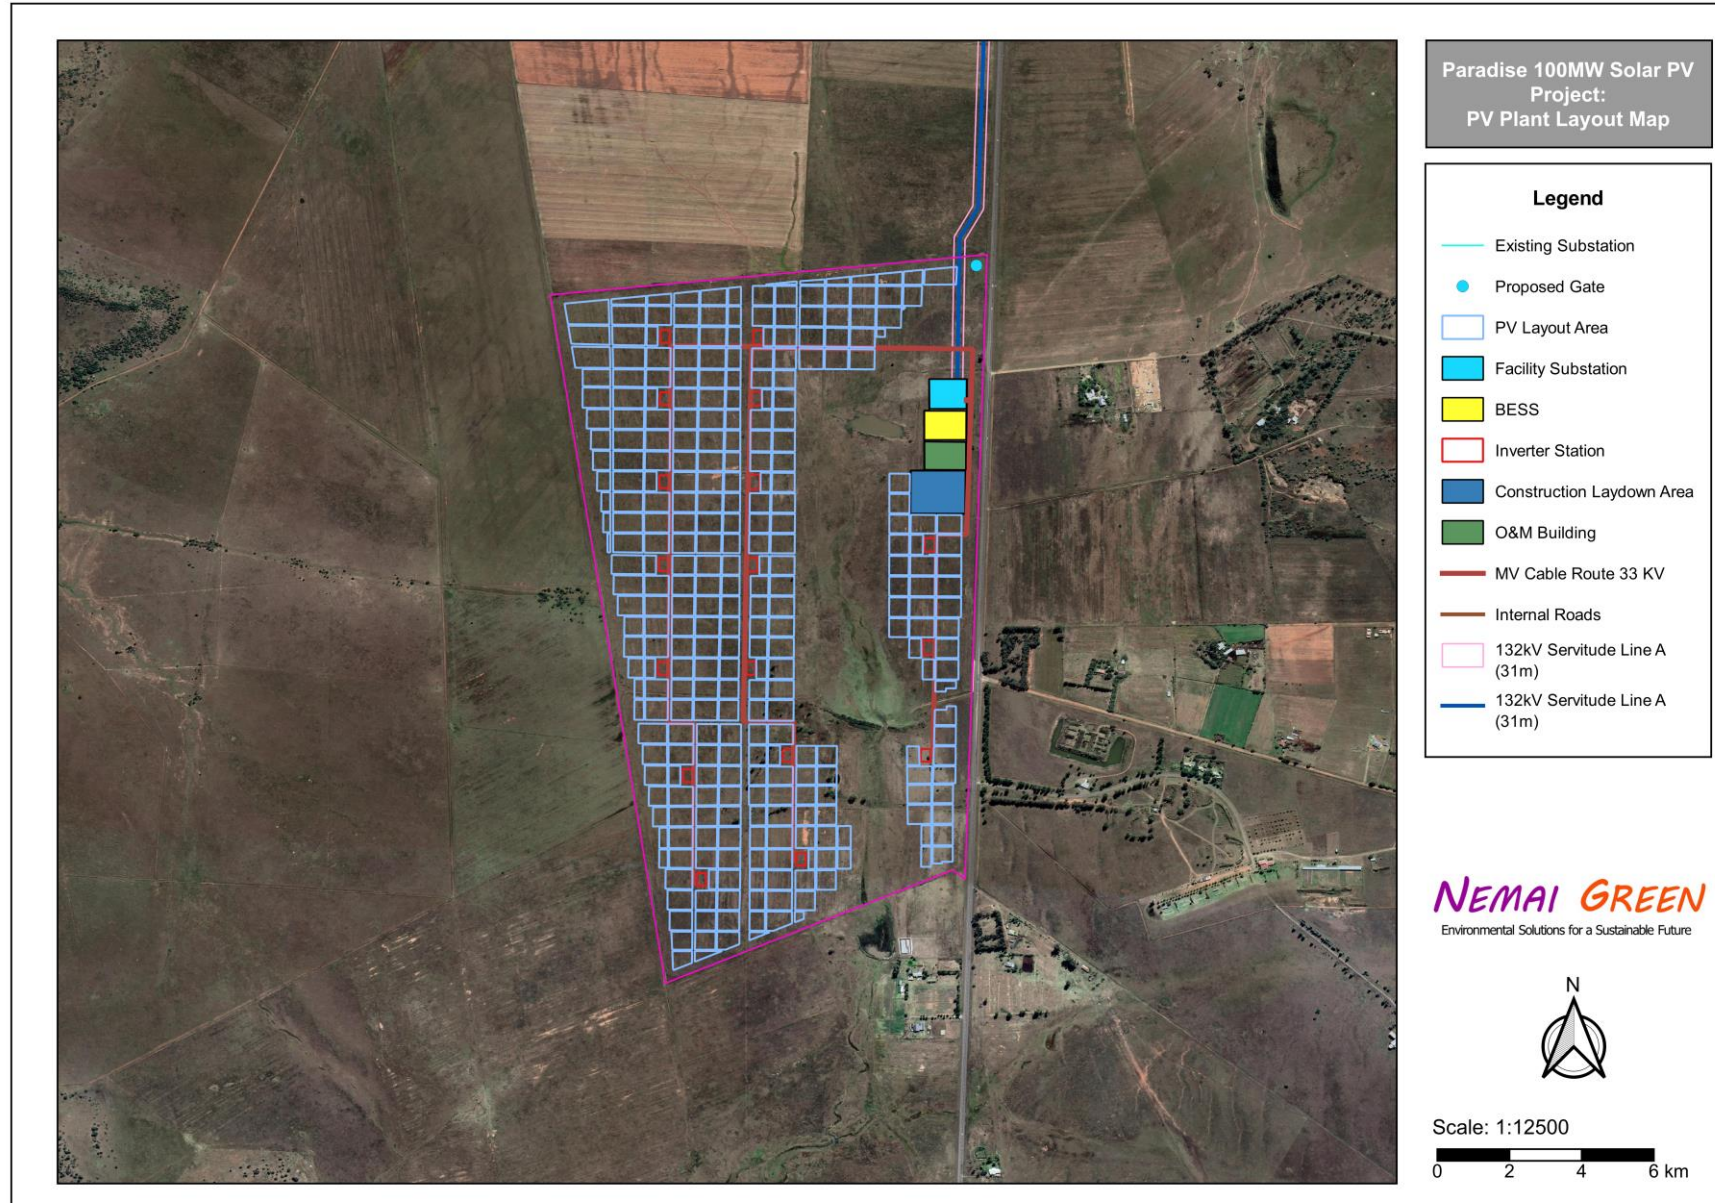 Paradise 100MW Solar PV
Project:
PV Plant Layout Map
Legend
Existing Substation
Proposed Gate
PV Layout Area
Facility Substation
BESS
Inverter Station
Construction Laydown Area
O&M Building
MV Cable Route 33 KV
Internal Roads
132kV Servitude Line A
(31m)
132kV Servitude Line A
(31m)
NEMAI GREEN
Environmental Solutions for a Sustainable Future
N
Scale: 1:12500
0 2 4 6 km